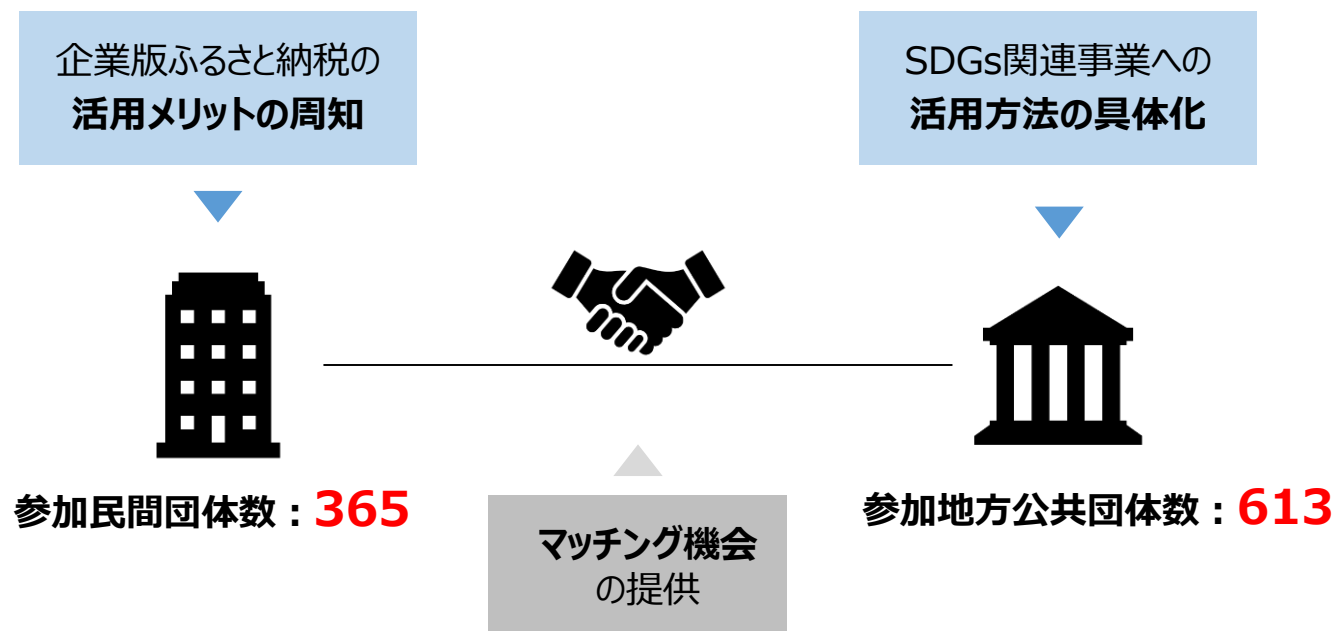 企業版ふるさと納税の
活用メリットの周知
SDGs関連事業への
活用方法の具体化
参加民間団体数：365
参加地方公共団体数：613
マッチング機会
の提供